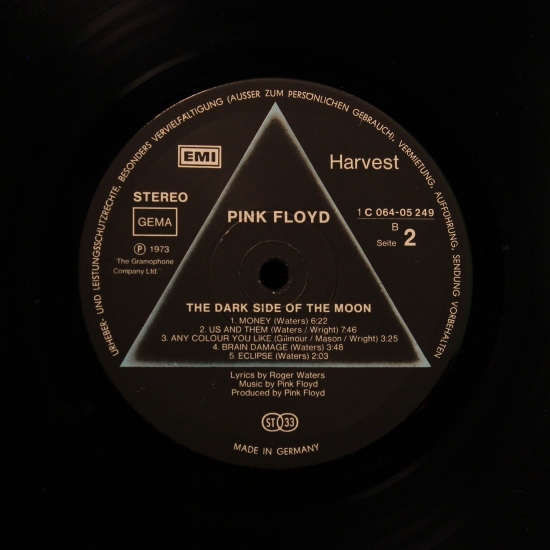 URHEBER- UND LEISTUNGSSCHUTZRECHTE, BESONDERS VERVIELFÄLTIGUNG (AUSSER ZUM PERSÖNLICHEN GEBRAUCH), VERMIETUNG, AUFFÜHRUNG, SENDUNG VORBEHALTEN
EMI
Harvest
STEREO
GEMA
PINK FLOYD
1 C 064-05 249
B
Seite 2
℗ 1973
"The Gramophone
Company Ltd."
THE DARK SIDE OF THE MOON
1. MONEY (Waters) 6:22
2. US AND THEM (Waters / Wright) 7:46
3. ANY COLOUR YOU LIKE (Gilmour / Mason / Wright) 3:25
4. BRAIN DAMAGE (Waters) 3:48
5. ECLIPSE (Waters) 2:03
Lyrics by Roger Waters
Music by Pink Floyd
Produced by Pink Floyd
ST 33
MADE IN GERMANY